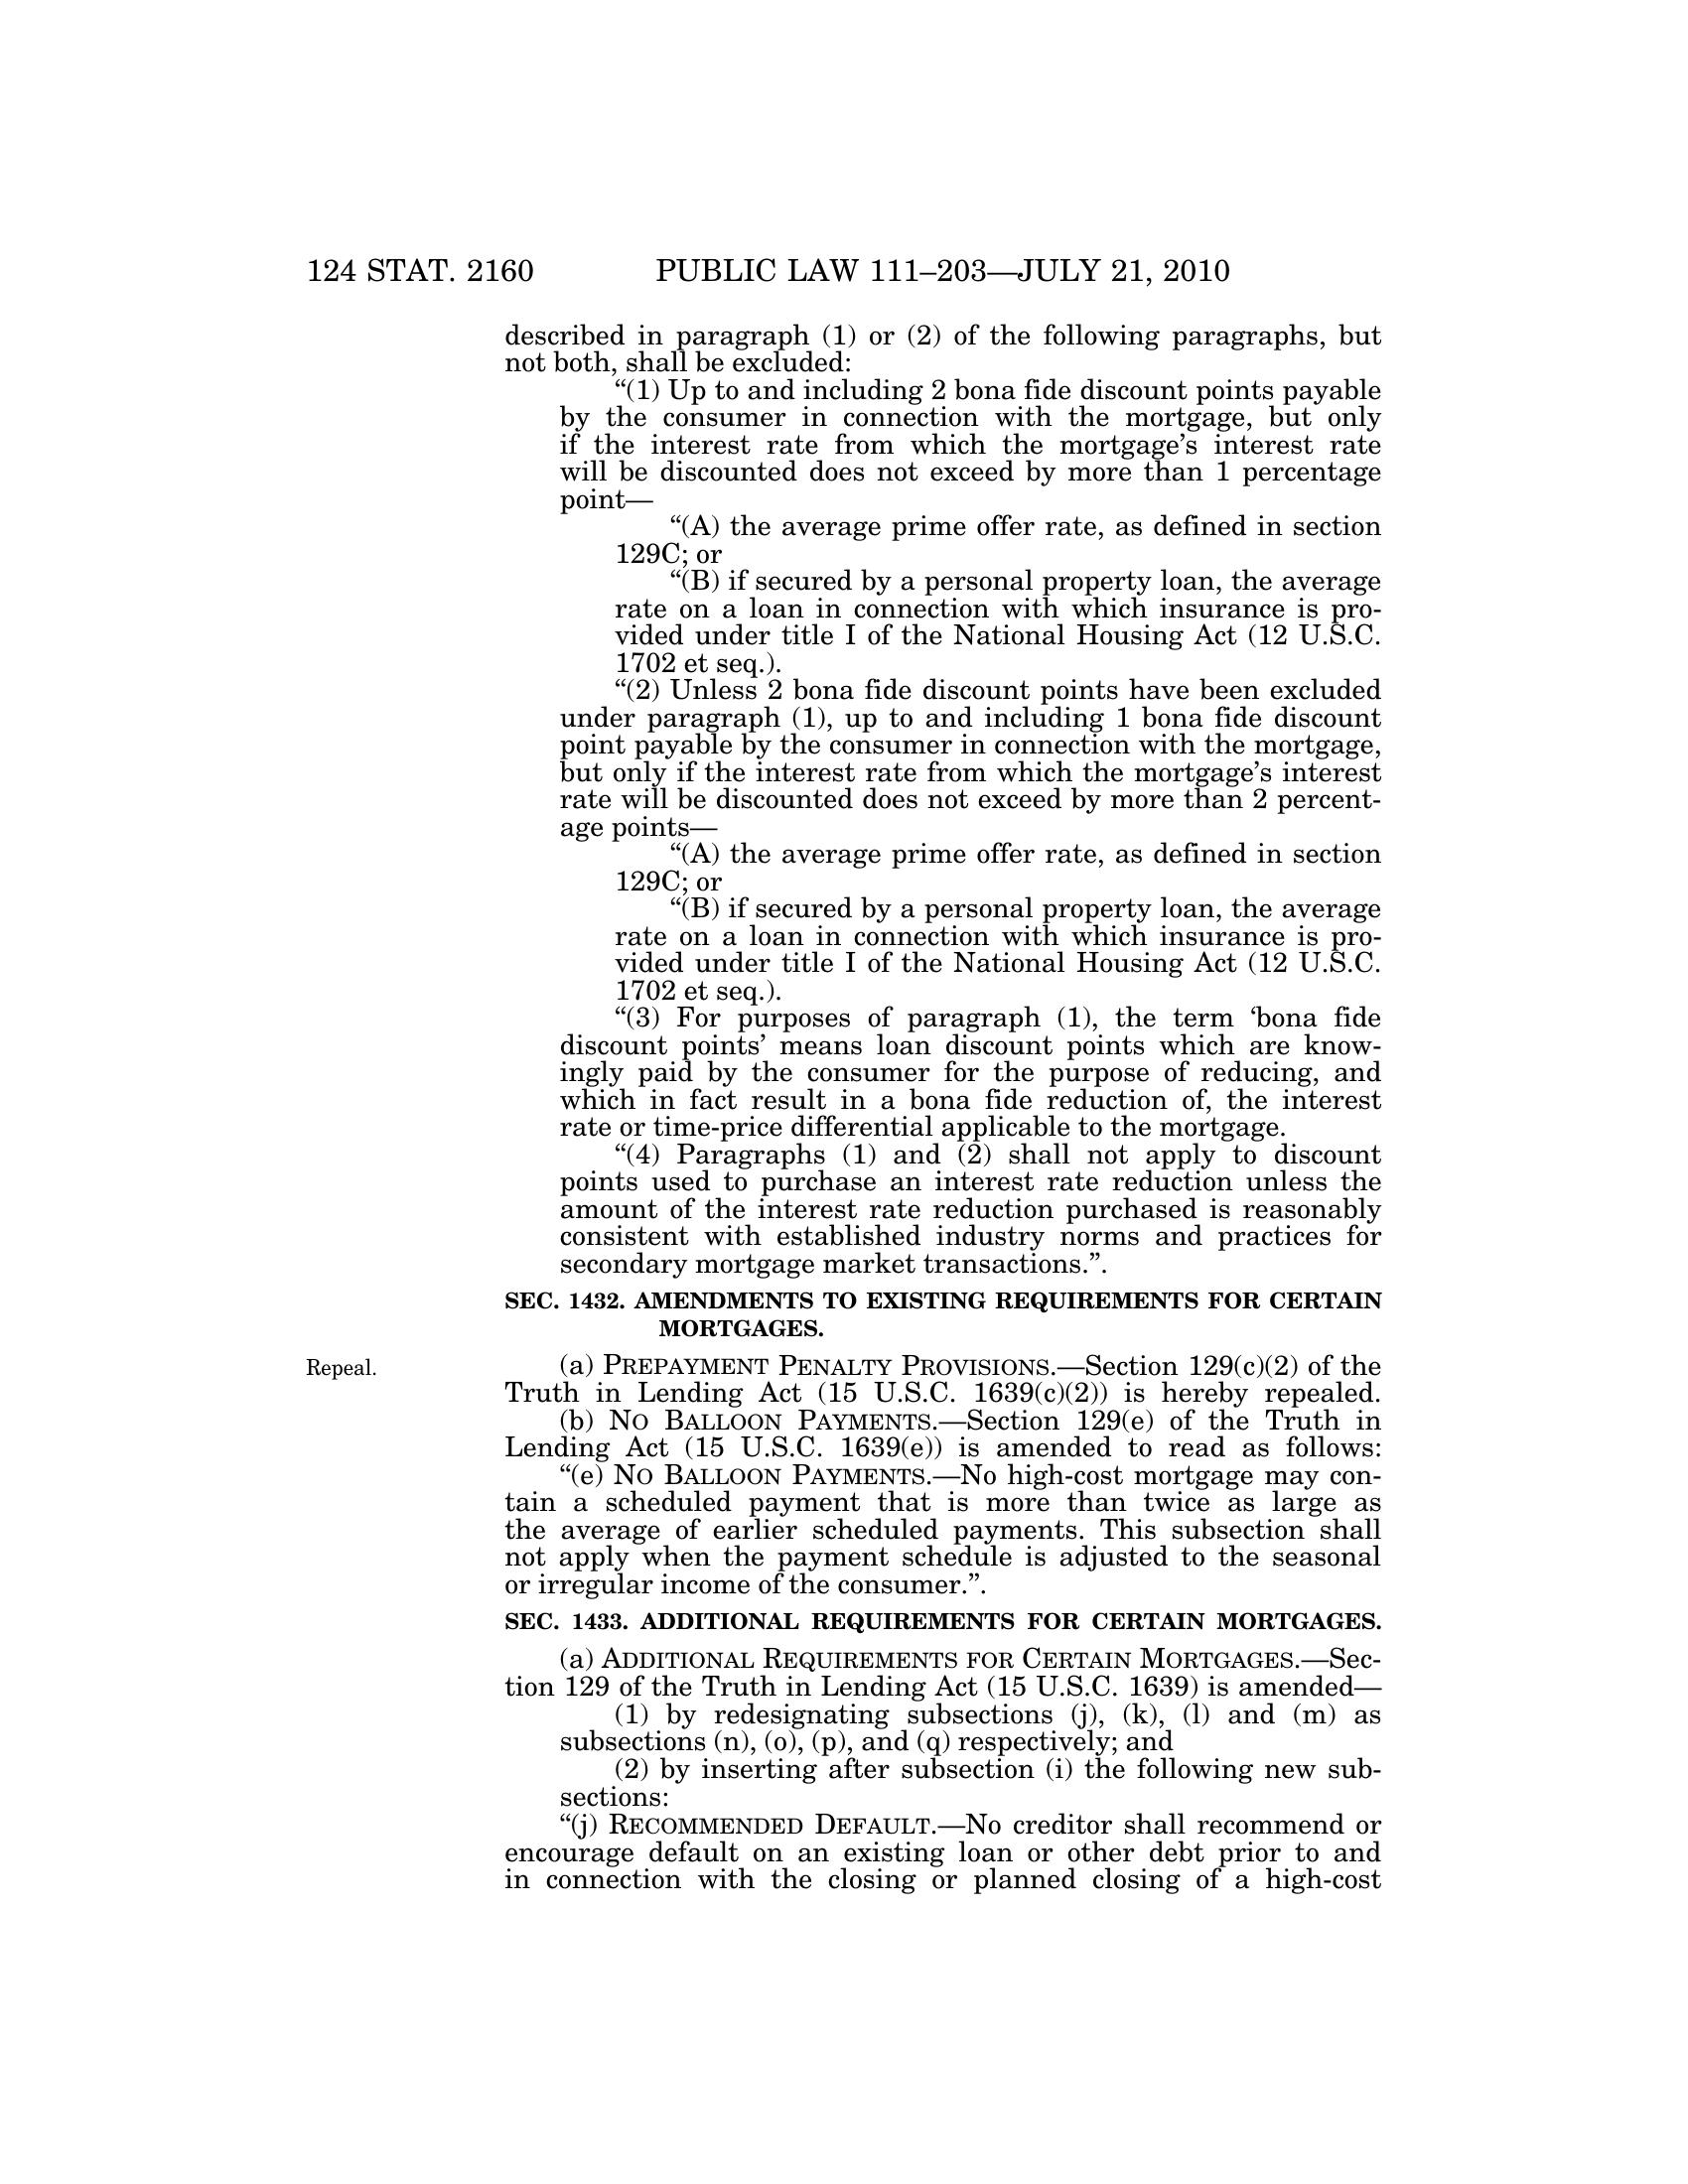 124 STAT. 2160 PUBLIC LAW 111–203—JULY 21, 2010
described in paragraph (1) or (2) of the following paragraphs, but
not both, shall be excluded:
“(1) Up to and including 2 bona fide discount points payable
by the consumer in connection with the mortgage, but only
if the interest rate from which the mortgage’s interest rate
will be discounted does not exceed by more than 1 percentage
point—
“(A) the average prime offer rate, as defined in section
129C; or
“(B) if secured by a personal property loan, the average
rate on a loan in connection with which insurance is pro-
vided under title I of the National Housing Act (12 U.S.C.
1702 et seq.).
“(2) Unless 2 bona fide discount points have been excluded
under paragraph (1), up to and including 1 bona fide discount
point payable by the consumer in connection with the mortgage,
but only if the interest rate from which the mortgage’s interest
rate will be discounted does not exceed by more than 2 percent-
age points—
“(A) the average prime offer rate, as defined in section
129C; or
“(B) if secured by a personal property loan, the average
rate on a loan in connection with which insurance is pro-
vided under title I of the National Housing Act (12 U.S.C.
1702 et seq.).
“(3) For purposes of paragraph (1), the term ‘bona fide
discount points’ means loan discount points which are know-
ingly paid by the consumer for the purpose of reducing, and
which in fact result in a bona fide reduction of, the interest
rate or time-price differential applicable to the mortgage.
“(4) Paragraphs (1) and (2) shall not apply to discount
points used to purchase an interest rate reduction unless the
amount of the interest rate reduction purchased is reasonably
consistent with established industry norms and practices for
secondary mortgage market transactions.”.
SEC. 1432. AMENDMENTS TO EXISTING REQUIREMENTS FOR CERTAIN
MORTGAGES.
Repeal. (a) PREPAYMENT PENALTY PROVISIONS.—Section 129(c)(2) of the
Truth in Lending Act (15 U.S.C. 1639(c)(2)) is hereby repealed.
(b) NO BALLOON PAYMENTS.—Section 129(e) of the Truth in
Lending Act (15 U.S.C. 1639(e)) is amended to read as follows:
“(e) NO BALLOON PAYMENTS.—No high-cost mortgage may con-
tain a scheduled payment that is more than twice as large as
the average of earlier scheduled payments. This subsection shall
not apply when the payment schedule is adjusted to the seasonal
or irregular income of the consumer.”.
SEC. 1433. ADDITIONAL REQUIREMENTS FOR CERTAIN MORTGAGES.
(a) ADDITIONAL REQUIREMENTS FOR CERTAIN MORTGAGES.—Sec-
tion 129 of the Truth in Lending Act (15 U.S.C. 1639) is amended—
(1) by redesignating subsections (j), (k), (l) and (m) as
subsections (n), (o), (p), and (q) respectively; and
(2) by inserting after subsection (i) the following new sub-
sections:
“(j) RECOMMENDED DEFAULT.—No creditor shall recommend or
encourage default on an existing loan or other debt prior to and
in connection with the closing or planned closing of a high-cost